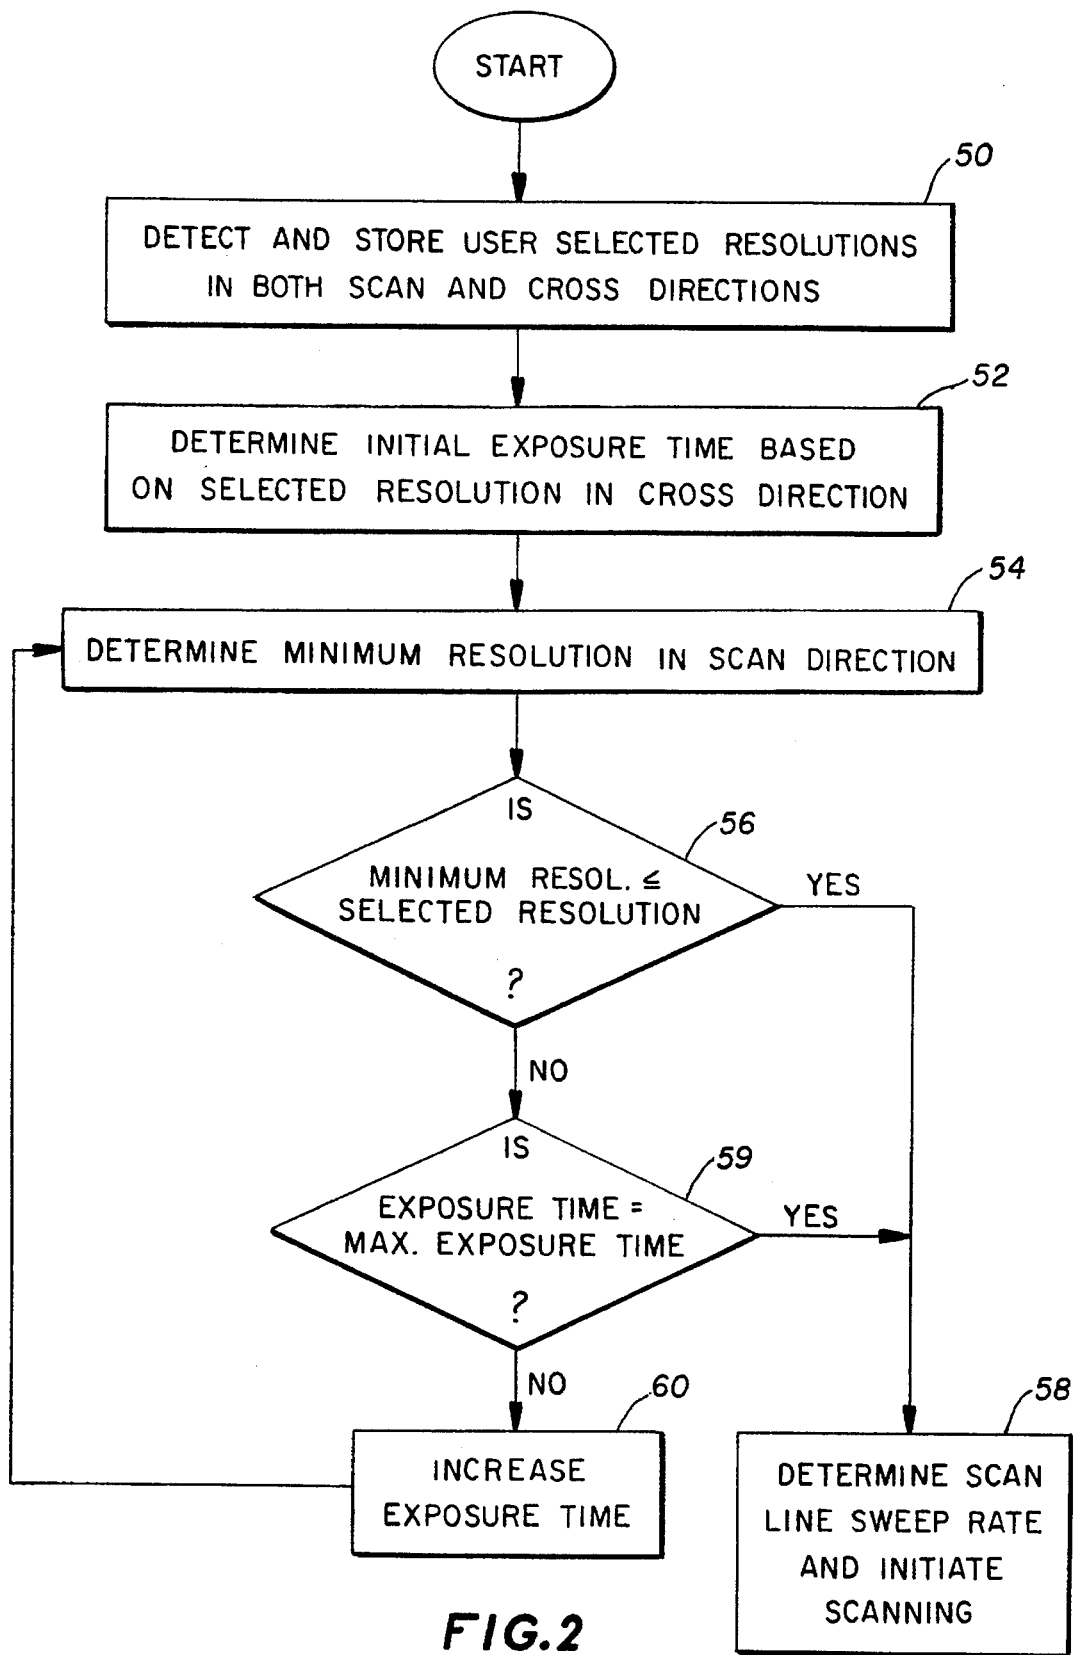 START
50
DETECT AND STORE USER SELECTED RESOLUTIONS
IN BOTH SCAN AND CROSS DIRECTIONS
52
DETERMINE INITIAL EXPOSURE TIME BASED
ON SELECTED RESOLUTION IN CROSS DIRECTION
54
DETERMINE MINIMUM RESOLUTION IN SCAN DIRECTION
IS
56
MINIMUM RESOL. ≤
SELECTED RESOLUTION
?
YES
NO
IS
59
EXPOSURE TIME =
MAX. EXPOSURE TIME
?
YES
NO
60
INCREASE
EXPOSURE TIME
58
DETERMINE SCAN
LINE SWEEP RATE
AND INITIATE
SCANNING
FIG.2